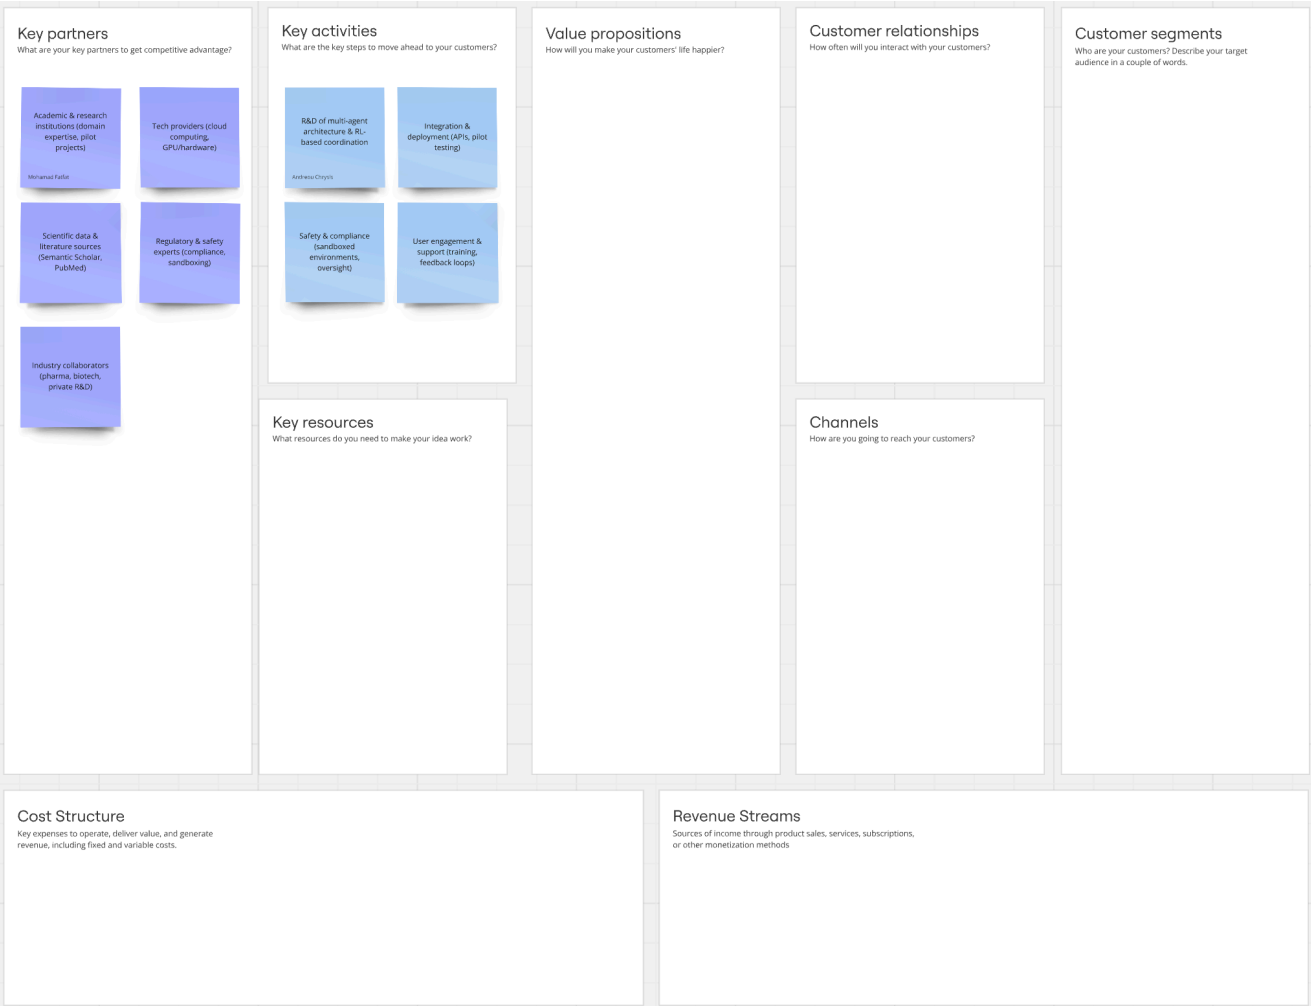 Key partners
What are your key partners to get competitive advantage?
Academic & research
institutions (domain
expertise, pilot
projects)
Mohamad Faifat
Tech providers (cloud
computing,
GPU/hardware)
Scientific data &
literature sources
(Semantic Scholar,
PubMed)
Regulatory & safety
experts (compliance,
sandboxing)
Industry collaborators
(pharma, biotech,
private R&D)
Key activities
What are the key steps to move ahead to your customers?
R&D of multi-agent
architecture & RL-
based coordination
Andreou Chrysis
Integration &
deployment (APIs, pilot
testing)
Safety & compliance
(sandboxed
environments,
oversight)
User engagement &
support (training,
feedback loops)
Key resources
What resources do you need to make your idea work?
Value propositions
How will you make your customers' life happier?
Customer relationships
How often will you interact with your customers?
Channels
How are you going to reach your customers?
Customer segments
Who are your customers? Describe your target
audience in a couple of words.
Cost Structure
Key expenses to operate, deliver value, and generate
revenue, including fixed and variable costs.
Revenue Streams
Sources of income through product sales, services, subscriptions,
or other monetization methods